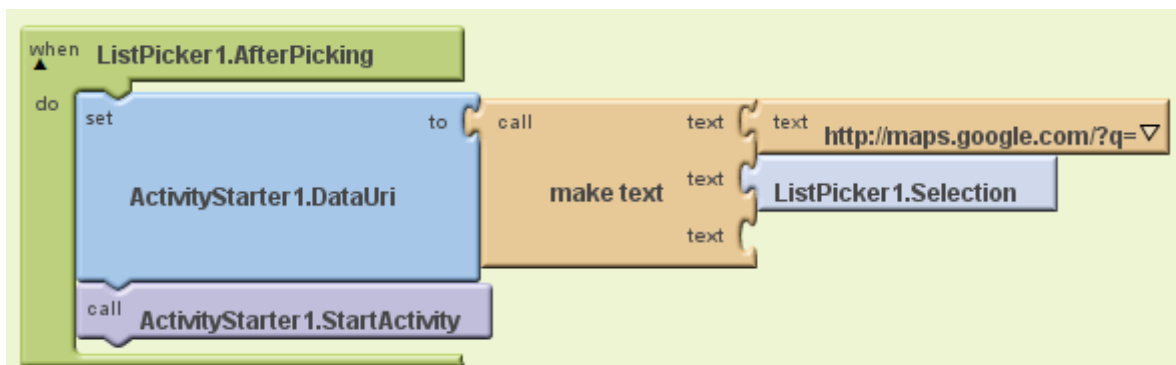 when ListPicker1.AfterPicking
do
set to call text text http://maps.google.com/?q=
ActivityStarter1.DataUri make text text ListPicker1.Selection
text
call ActivityStarter1.StartActivity